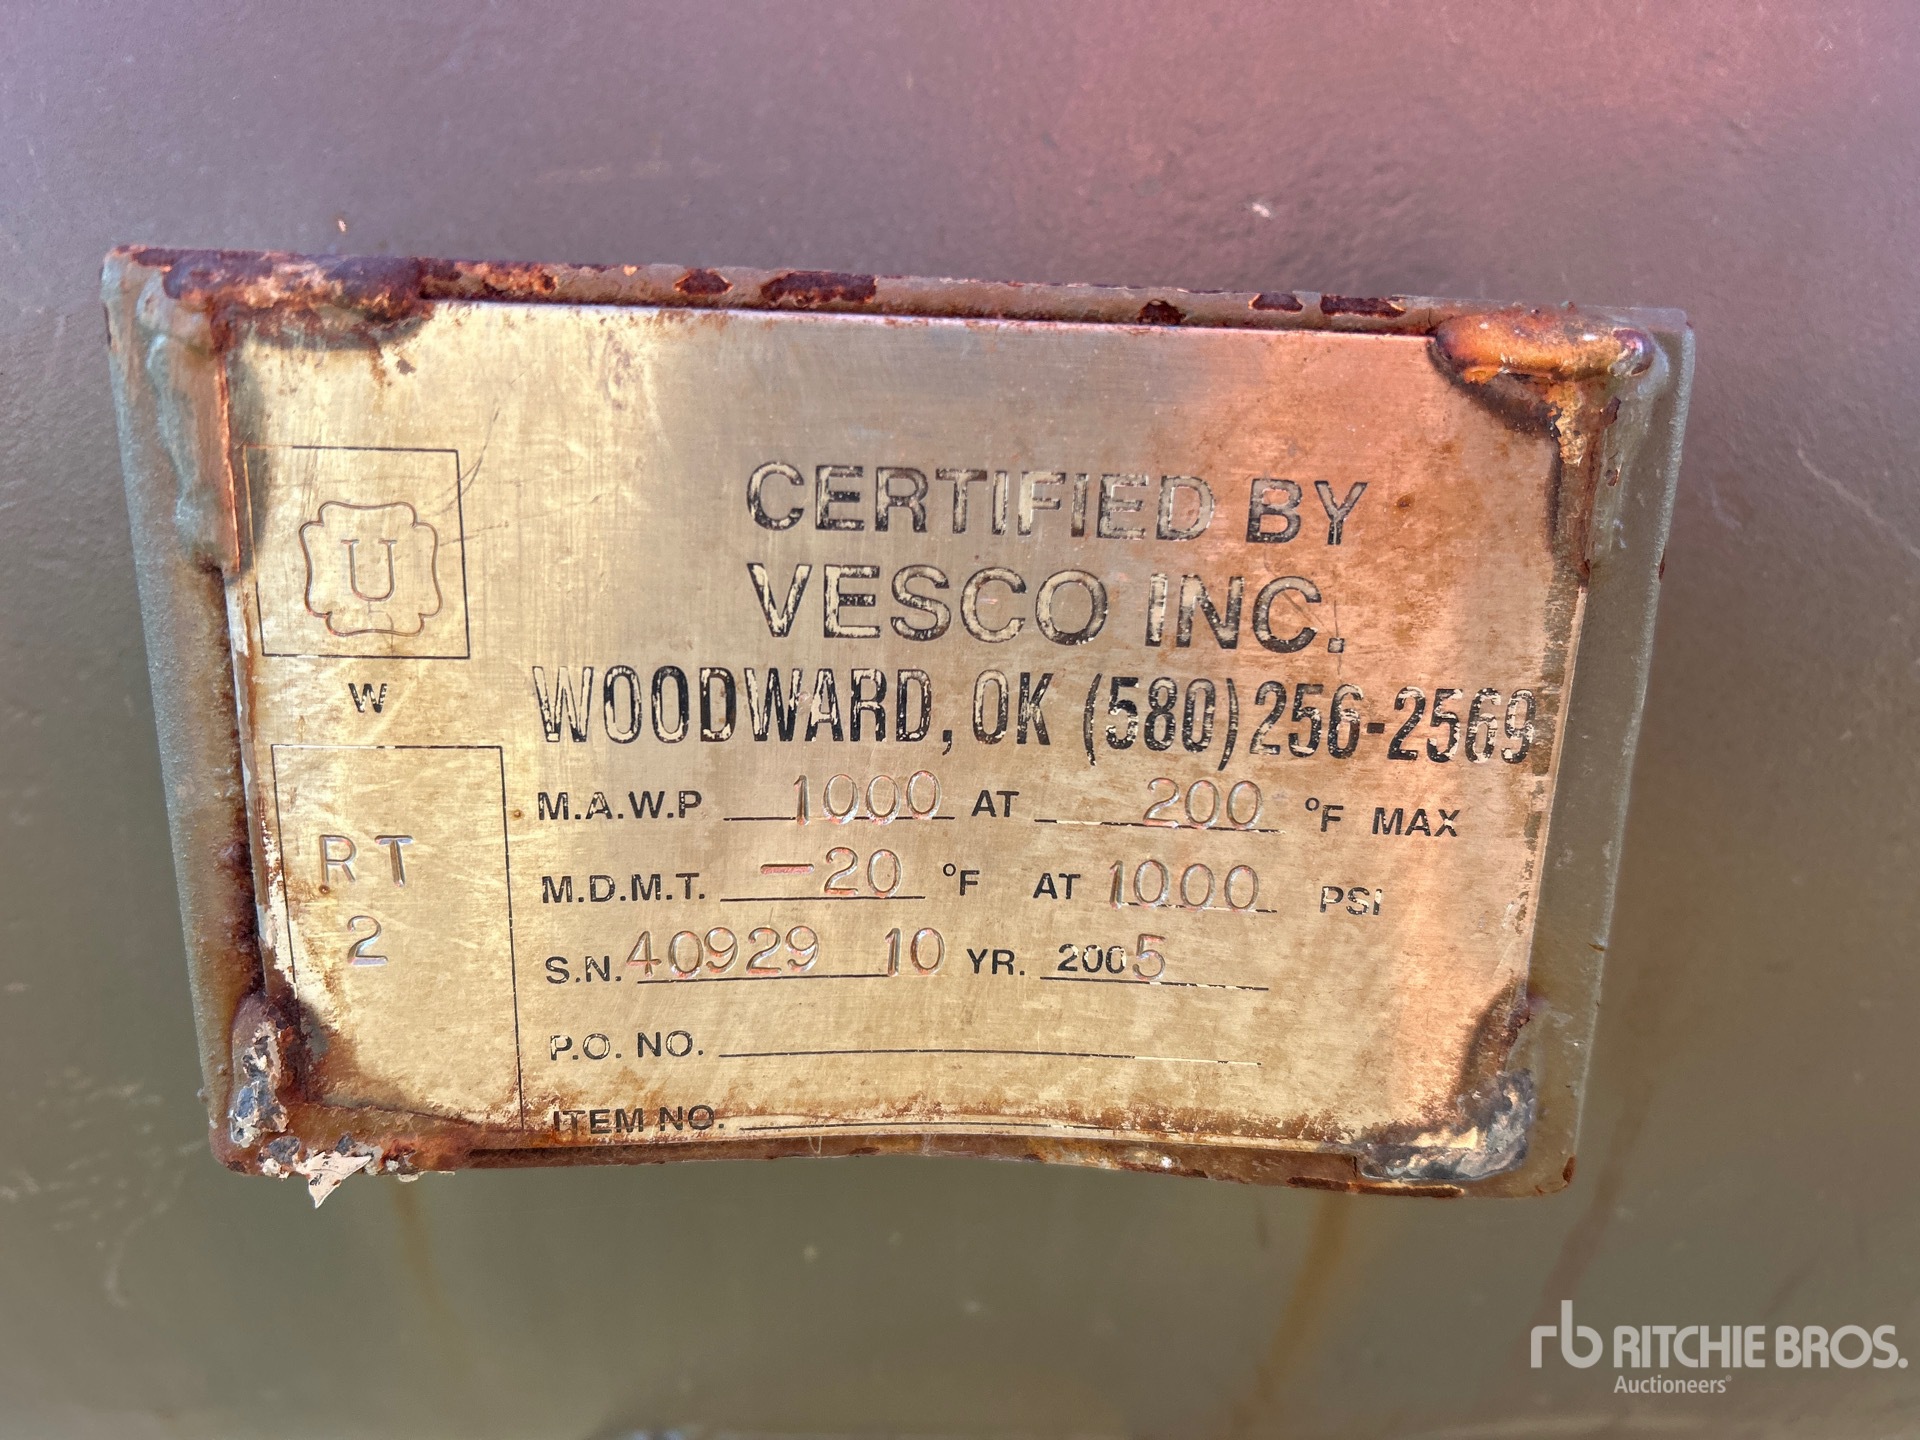 U
W
RT
2
CERTIFIED BY
VESCO INC.
WOODWARD, OK (580) 256-2569
M.A.W.P 1000 AT 200 °F MAX
M.D.M.T. -20 °F AT 1000 PSI
S.N. 40929 10 YR. 2005
P.O. NO.
ITEM NO.
rb RITCHIE BROS.
Auctioneers®